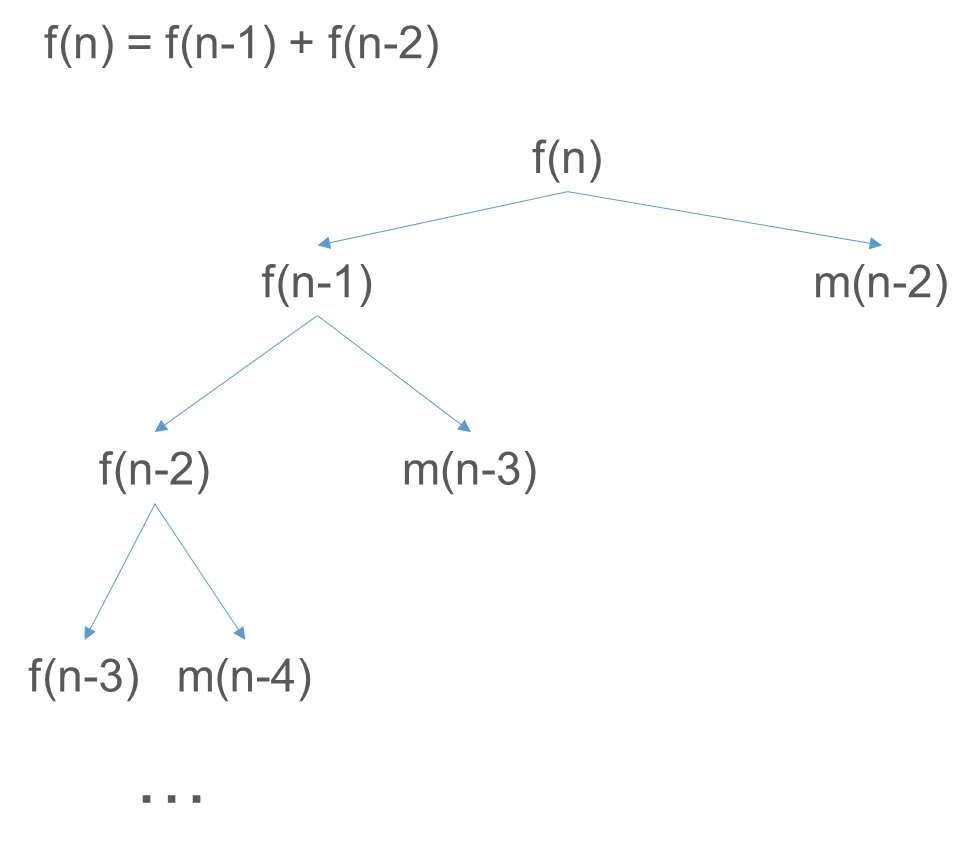 f(n) = f(n-1) + f(n-2)
f(n)
f(n-1) m(n-2)
f(n-2) m(n-3)
f(n-3) m(n-4)
...